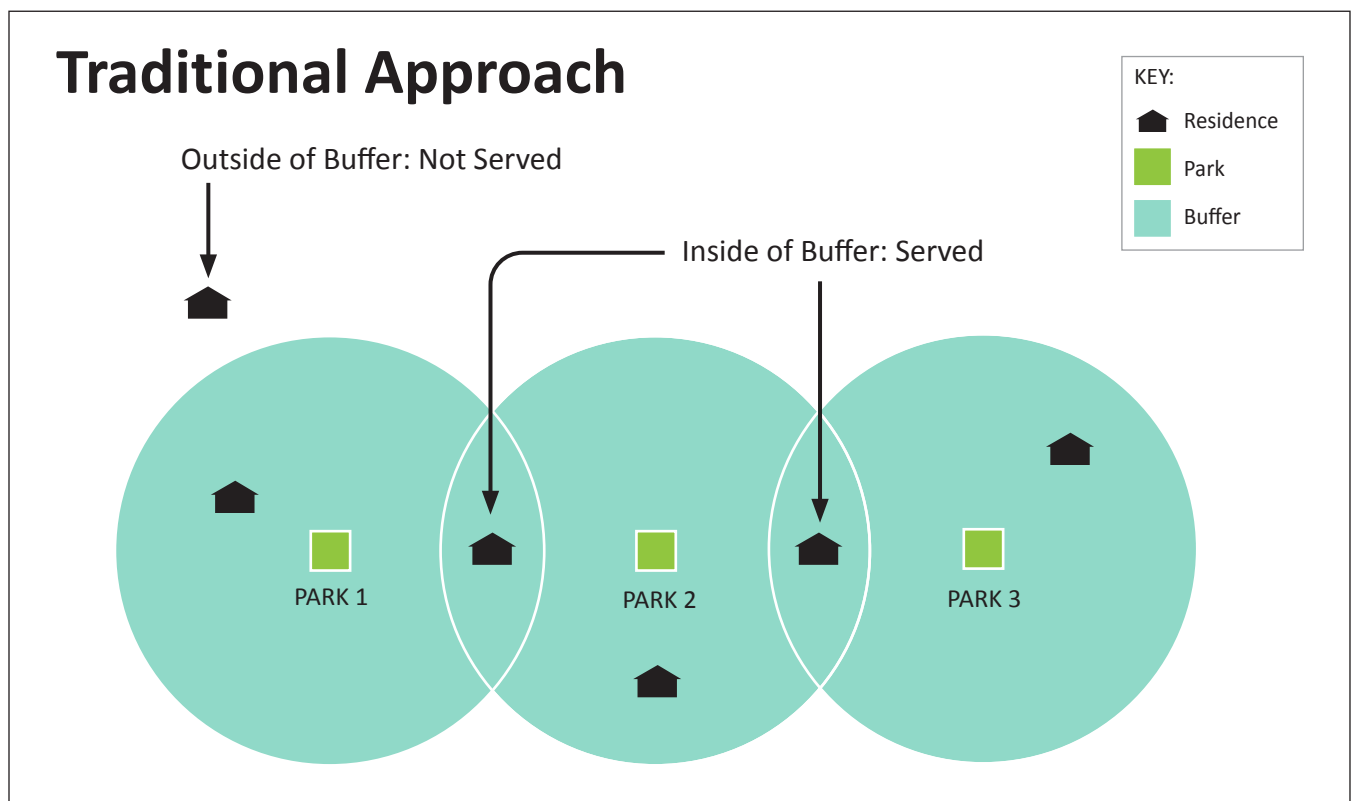 Traditional Approach
KEY:
Residence
Park
Buffer
Outside of Buffer: Not Served
Inside of Buffer: Served
PARK 1
PARK 2
PARK 3